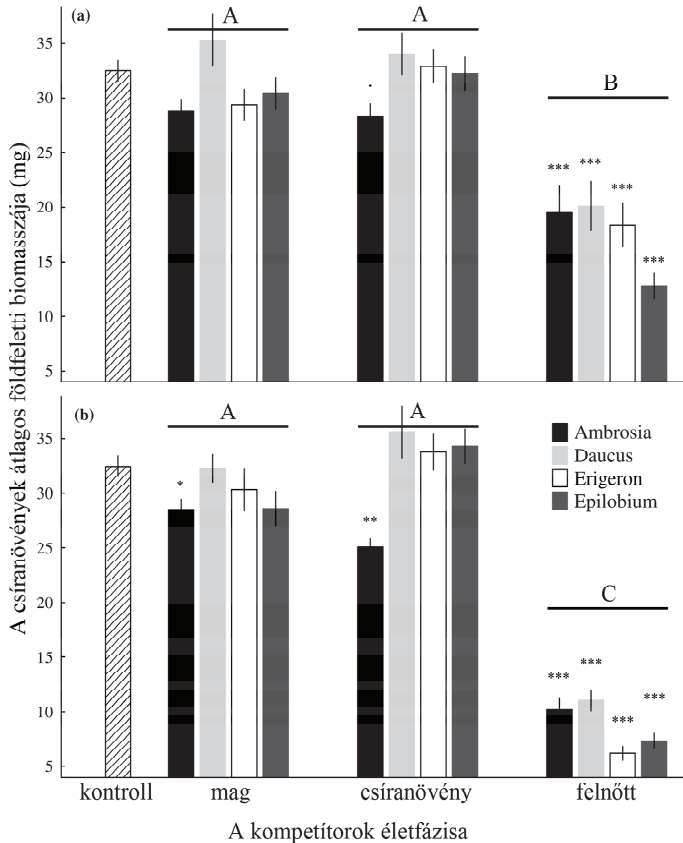 A csíranövények átlagos földfeletti biomasszája (mg)
(a)
A
A
B
35
30
25
20
15
10
5
.
***
***
***
***
(b)
A
A
C
35
30
25
20
15
10
5
*
**
***
***
***
***
Ambrosia
Daucus
Erigeron
Epilobium
kontroll mag csíranövény felnőtt
A kompetítorok életfázisa